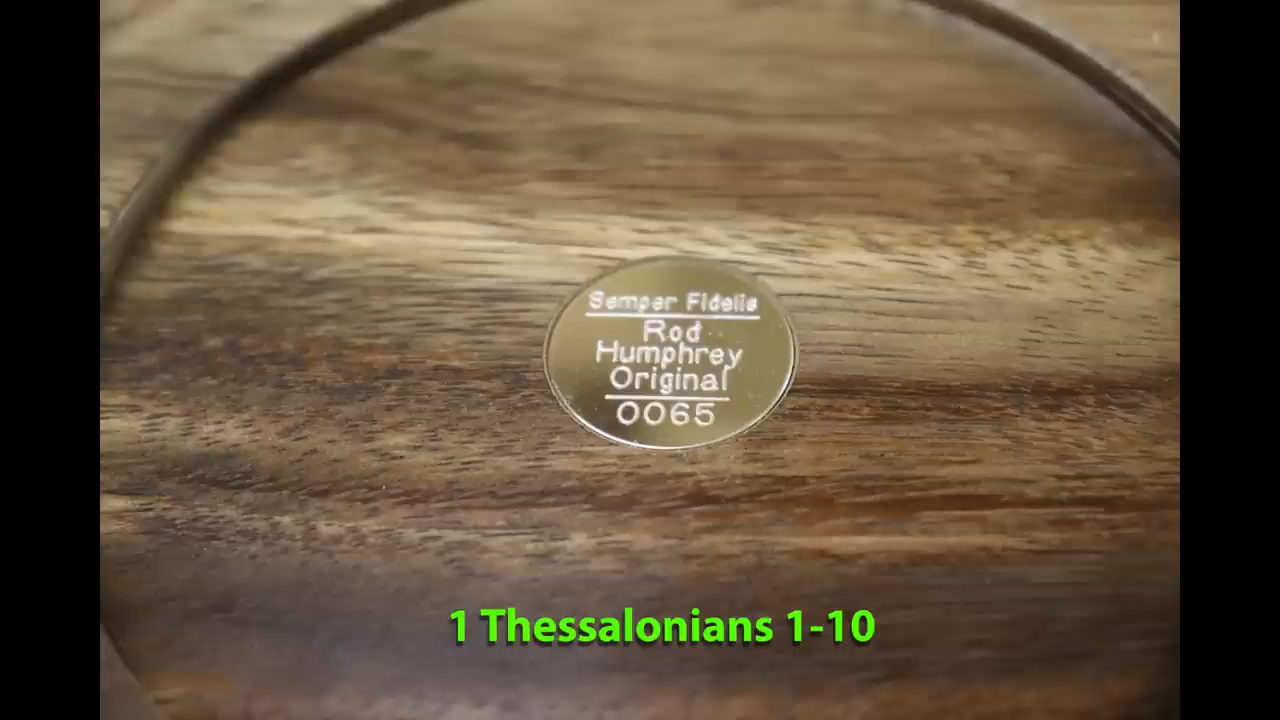 Semper Fidelis
Rod
Humphrey
Original
0065
1 Thessalonians 1-10